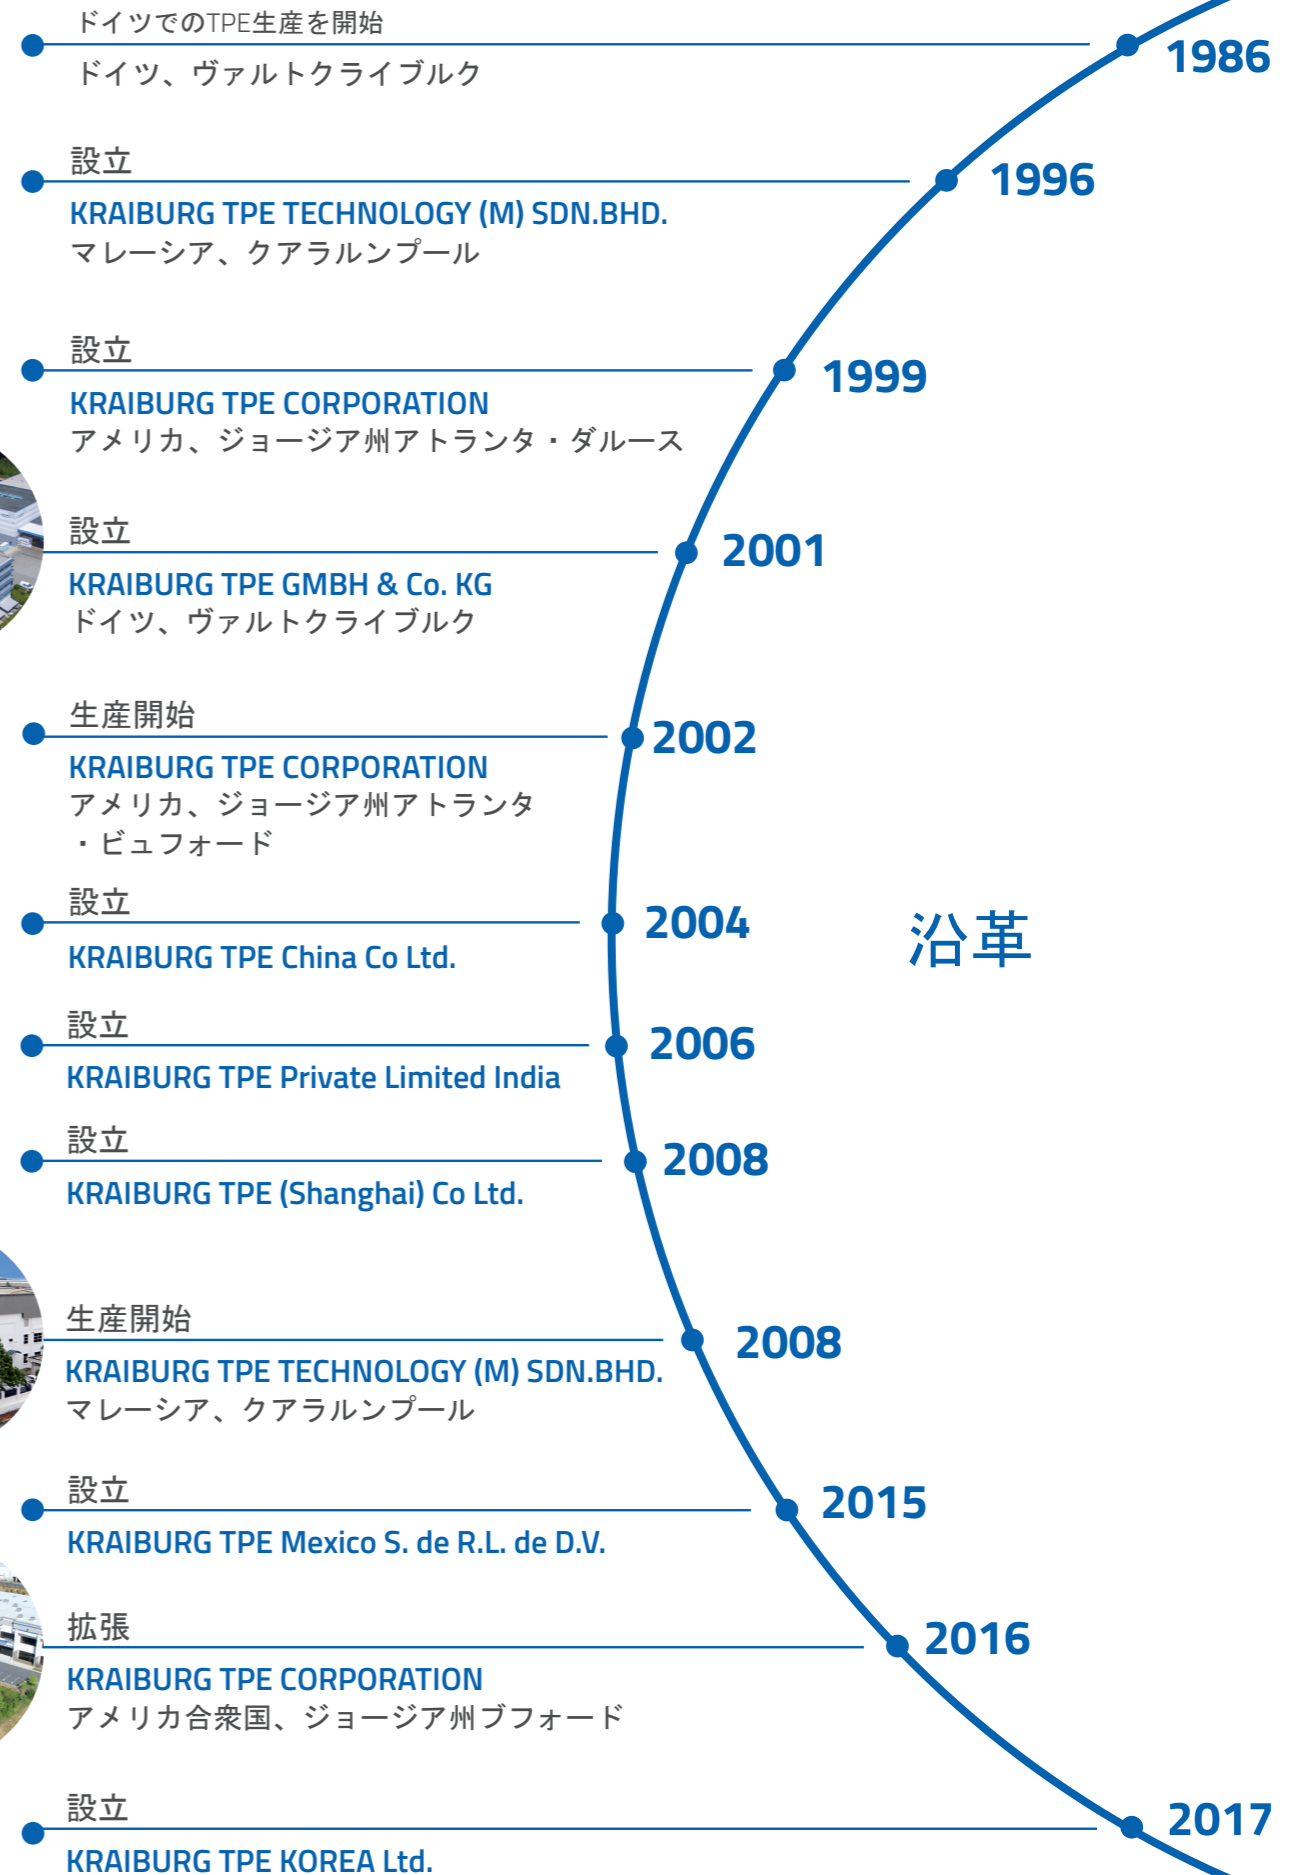 ドイツでのTPE生産を開始
1986
ドイツ、ヴァルトクライブルク
設立
1996
KRAIBURG TPE TECHNOLOGY (M) SDN.BHD.
マレーシア、クアラルンプール
設立
1999
KRAIBURG TPE CORPORATION
アメリカ、ジョージア州アトランタ・ダルース
設立
2001
KRAIBURG TPE GMBH & Co. KG
ドイツ、ヴァルトクライブルク
生産開始
2002
KRAIBURG TPE CORPORATION
アメリカ、ジョージア州アトランタ
・ビュフォード
設立
2004
KRAIBURG TPE China Co Ltd.
沿革
設立
2006
KRAIBURG TPE Private Limited India
設立
2008
KRAIBURG TPE (Shanghai) Co Ltd.
生産開始
2008
KRAIBURG TPE TECHNOLOGY (M) SDN.BHD.
マレーシア、クアラルンプール
設立
2015
KRAIBURG TPE Mexico S. de R.L. de D.V.
拡張
2016
KRAIBURG TPE CORPORATION
アメリカ合衆国、ジョージア州ブフォード
設立
2017
KRAIBURG TPE KOREA Ltd.